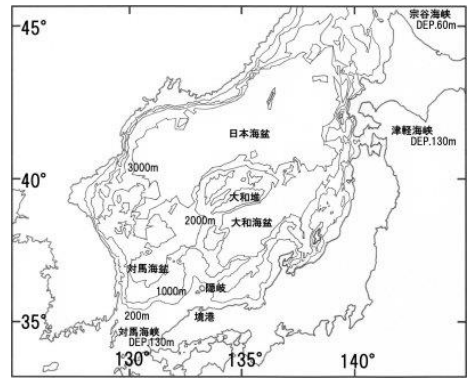 45°
宗谷海峡
DEP.60m
日本海盆
津軽海峡
DEP.130m
3000m
40°
大和堆
2000m
大和海盆
対馬海盆
1000m
隠岐
200m
境港
35°
対馬海峡
DEP.130m
130°
135°
140°